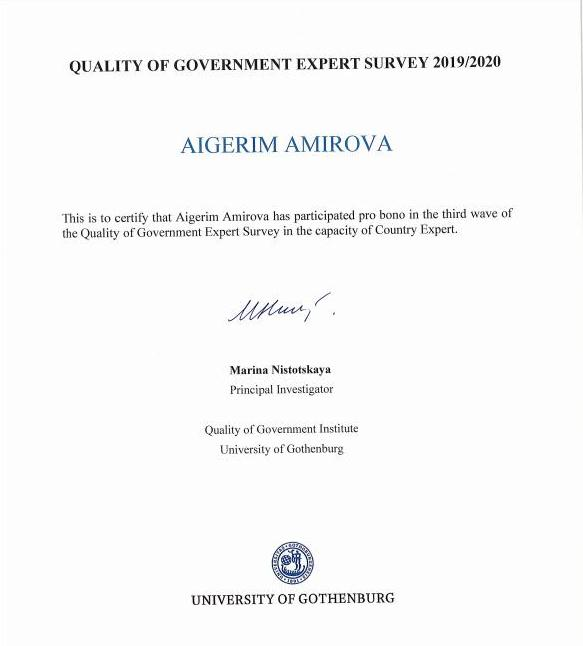 QUALITY OF GOVERNMENT EXPERT SURVEY 2019/2020
AIGERIM AMIROVA
This is to certify that Aigerim Amirova has participated pro bono in the third wave of
the Quality of Government Expert Survey in the capacity of Country Expert.
Marina Nistotskaya
Principal Investigator
Quality of Government Institute
University of Gothenburg
UNIVERSITY OF GOTHENBURG